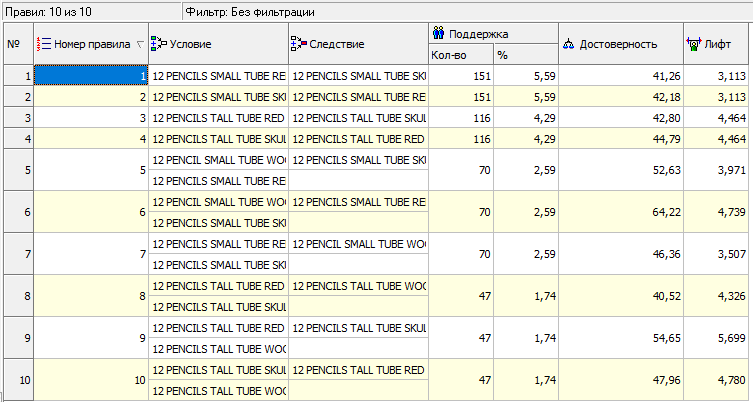 Правил: 10 из 10 Фильтр: Без фильтрации
№ Номер правила Условие Следствие Поддержка Достоверность Лифт
Кол-во %
1 1 12 PENCILS SMALL TUBE RE 12 PENCILS SMALL TUBE SKU 151 5,59 41,26 3,113
2 2 12 PENCILS SMALL TUBE SKU 12 PENCILS SMALL TUBE RE 151 5,59 42,18 3,113
3 3 12 PENCILS TALL TUBE RED 12 PENCILS TALL TUBE SKUL 116 4,29 42,80 4,464
4 4 12 PENCILS TALL TUBE SKUL 12 PENCILS TALL TUBE RED 116 4,29 44,79 4,464
5 5 12 PENCIL SMALL TUBE WOO 12 PENCILS SMALL TUBE SKU 70 2,59 52,63 3,971
12 PENCILS SMALL TUBE RE
6 6 12 PENCIL SMALL TUBE WOO 12 PENCILS SMALL TUBE RE 70 2,59 64,22 4,739
12 PENCILS SMALL TUBE SKU
7 7 12 PENCILS SMALL TUBE RE 12 PENCIL SMALL TUBE WOO 70 2,59 46,36 3,507
12 PENCILS SMALL TUBE SKU
8 8 12 PENCILS TALL TUBE RED 12 PENCILS TALL TUBE WOO 47 1,74 40,52 4,326
12 PENCILS TALL TUBE SKUL
9 9 12 PENCILS TALL TUBE RED 12 PENCILS TALL TUBE SKUL 47 1,74 54,65 5,699
12 PENCILS TALL TUBE WOO
10 10 12 PENCILS TALL TUBE SKUL 12 PENCILS TALL TUBE RED 47 1,74 47,96 4,780
12 PENCILS TALL TUBE WOO